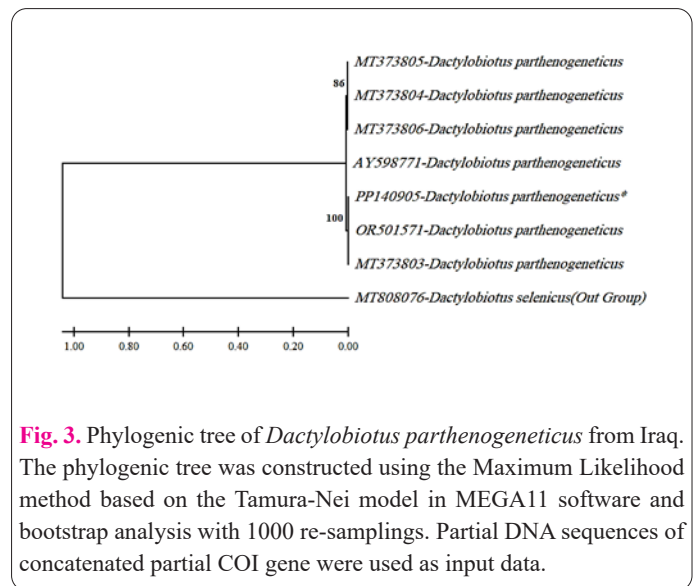 MT373805-Dactylobiotus parthenogeneticus
86
MT373804-Dactylobiotus parthenogeneticus
MT373806-Dactylobiotus parthenogeneticus
AY598771-Dactylobiotus parthenogeneticus
PP140905-Dactylobiotus parthenogeneticus*
100
OR501571-Dactylobiotus parthenogeneticus
MT373803-Dactylobiotus parthenogeneticus
MT808076-Dactylobiotus selenicus(Out Group)
1.00 0.80 0.60 0.40 0.20 0.00
Fig. 3. Phylogenic tree of Dactylobiotus parthenogeneticus from Iraq.
The phylogenic tree was constructed using the Maximum Likelihood
method based on the Tamura-Nei model in MEGA11 software and
bootstrap analysis with 1000 re-samplings. Partial DNA sequences of
concatenated partial COI gene were used as input data.